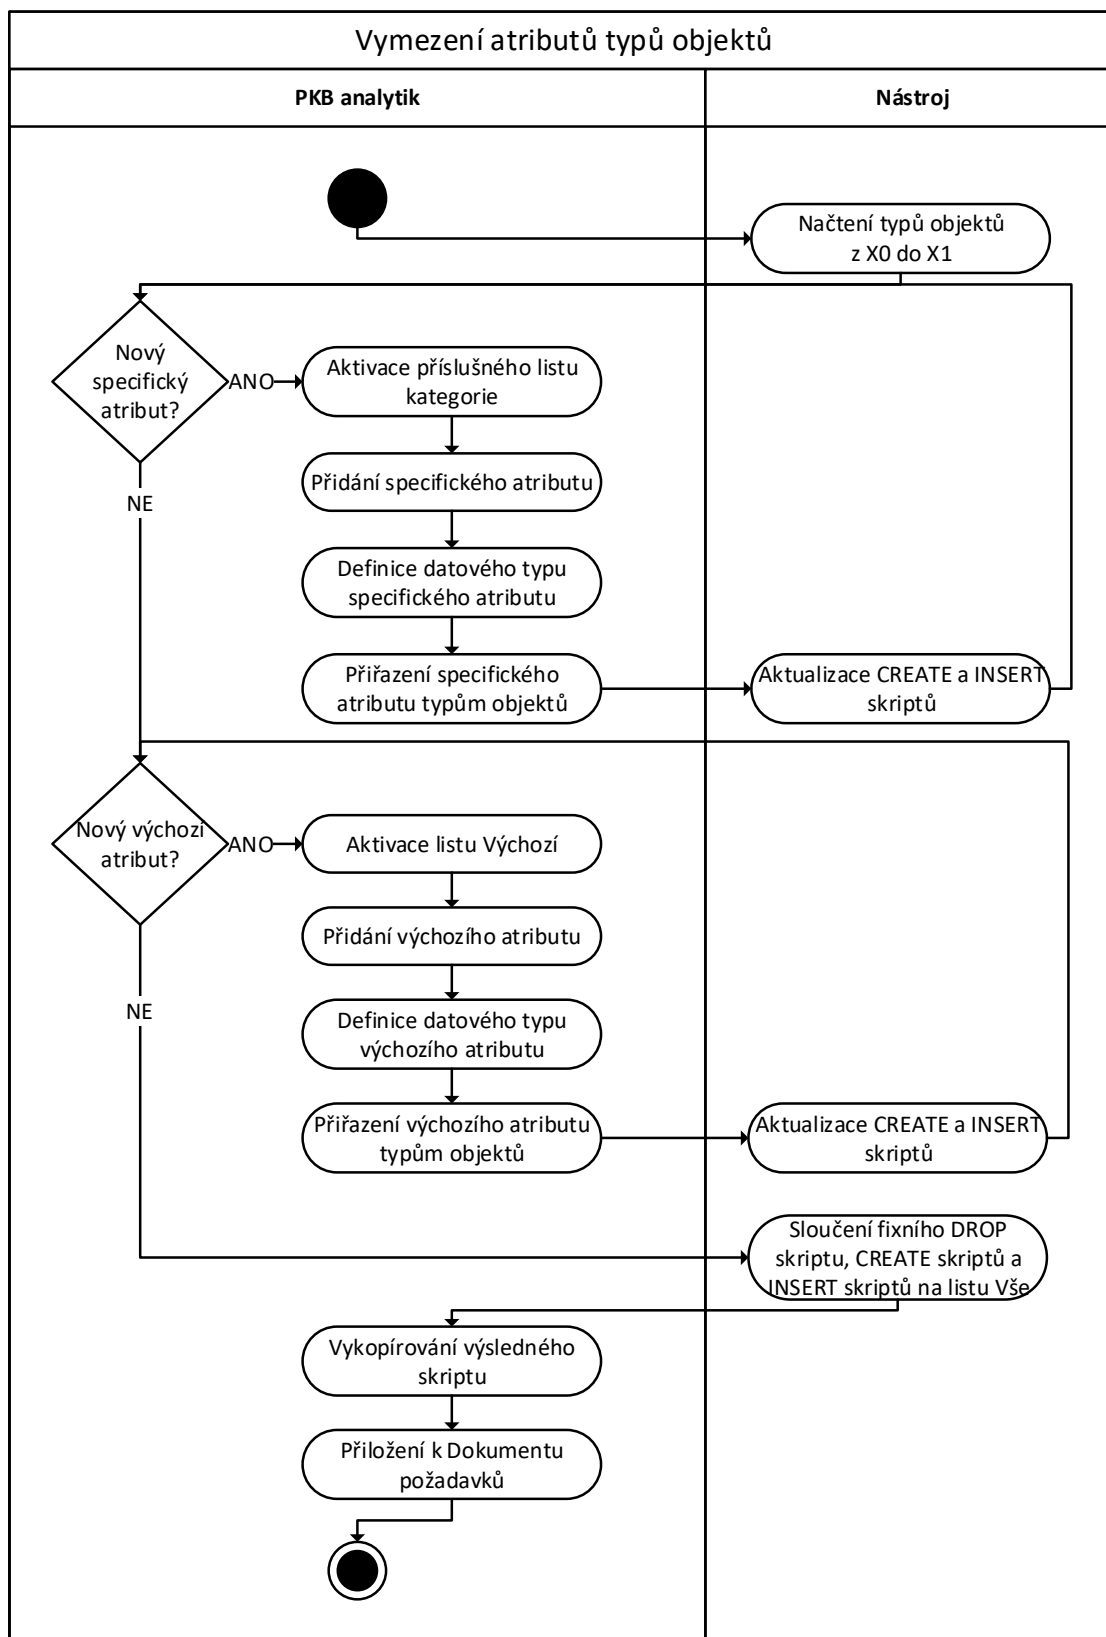 Vymezení atributů typů objektů
PKB analytik
Nástroj
Načtení typů objektů
z X0 do X1
Nový
specifický
atribut?
ANO
Aktivace příslušného listu
kategorie
NE
Přidání specifického atributu
Definice datového typu
specifického atributu
Přiřazení specifického
atributu typům objektů
Aktualizace CREATE a INSERT
skriptů
Nový výchozí
atribut?
ANO
Aktivace listu Výchozí
Přidání výchozího atributu
NE
Definice datového typu
výchozího atributu
Přiřazení výchozího atributu
typům objektů
Aktualizace CREATE a INSERT
skriptů
Sloučení fixního DROP
skriptu, CREATE skriptů a
INSERT skriptů na listu Vše
Vykopírování výsledného
skriptu
Přiložení k Dokumentu
požadavků